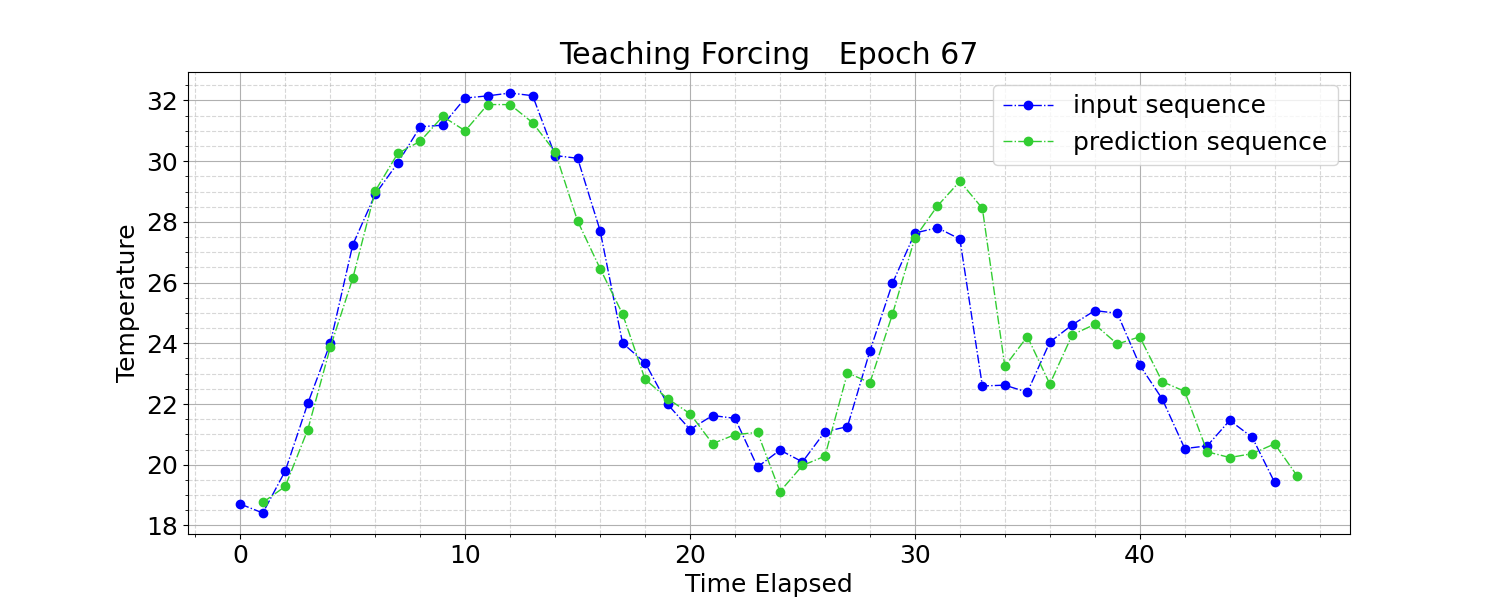 Teaching Forcing   Epoch 67
input sequence
prediction sequence
Temperature
32
30
28
26
24
22
20
18
0 10 20 30 40
Time Elapsed